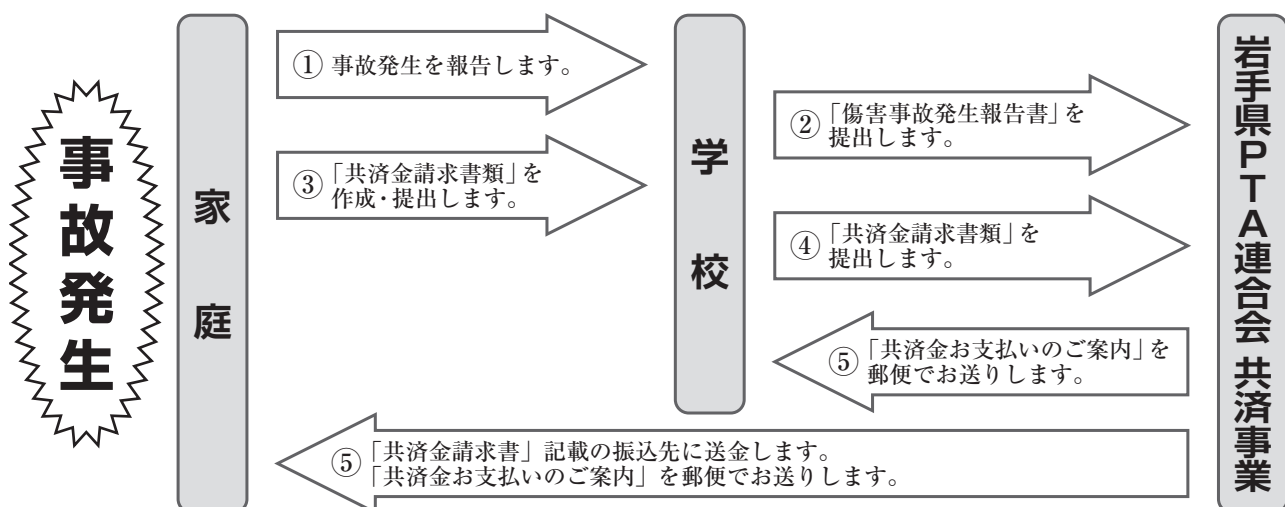 事故発生
家庭
① 事故発生を報告します。
③ 「共済金請求書類」を
作成・提出します。
学校
② 「傷害事故発生報告書」を
提出します。
④ 「共済金請求書類」を
提出します。
⑤ 「共済金お支払いのご案内」を
郵便でお送りします。
⑤ 「共済金請求書」記載の振込先に送金します。
「共済金お支払いのご案内」を郵便でお送りします。
岩手県PTA連合会 共済事業